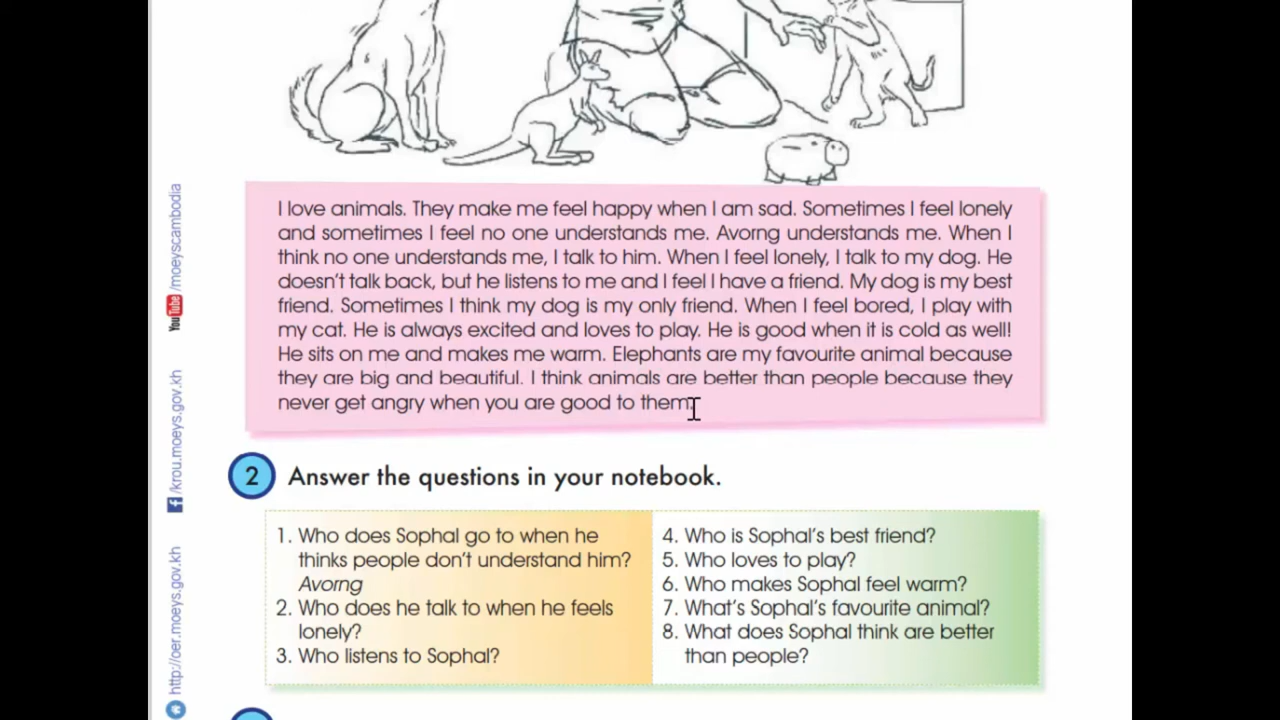 I love animals. They make me feel happy when I am sad. Sometimes I feel lonely
and sometimes I feel no one understands me. Avorng understands me. When I
think no one understands me, I talk to him. When I feel lonely, I talk to my dog. He
doesn't talk back, but he listens to me and I feel I have a friend. My dog is my best
friend. Sometimes I think my dog is my only friend. When I feel bored, I play with
my cat. He is always excited and loves to play. He is good when it is cold as well!
He sits on me and makes me warm. Elephants are my favourite animal because
they are big and beautiful. I think animals are better than people because they
never get angry when you are good to them.
2 Answer the questions in your notebook.
1. Who does Sophal go to when he
thinks people don't understand him?
Avorng
2. Who does he talk to when he feels
lonely?
3. Who listens to Sophal?
4. Who is Sophal's best friend?
5. Who loves to play?
6. Who makes Sophal feel warm?
7. What's Sophal's favourite animal?
8. What does Sophal think are better
than people?
YouTube /moeyscambodia
f /krou.moeys.gov.kh
http://oer.moeys.gov.kh